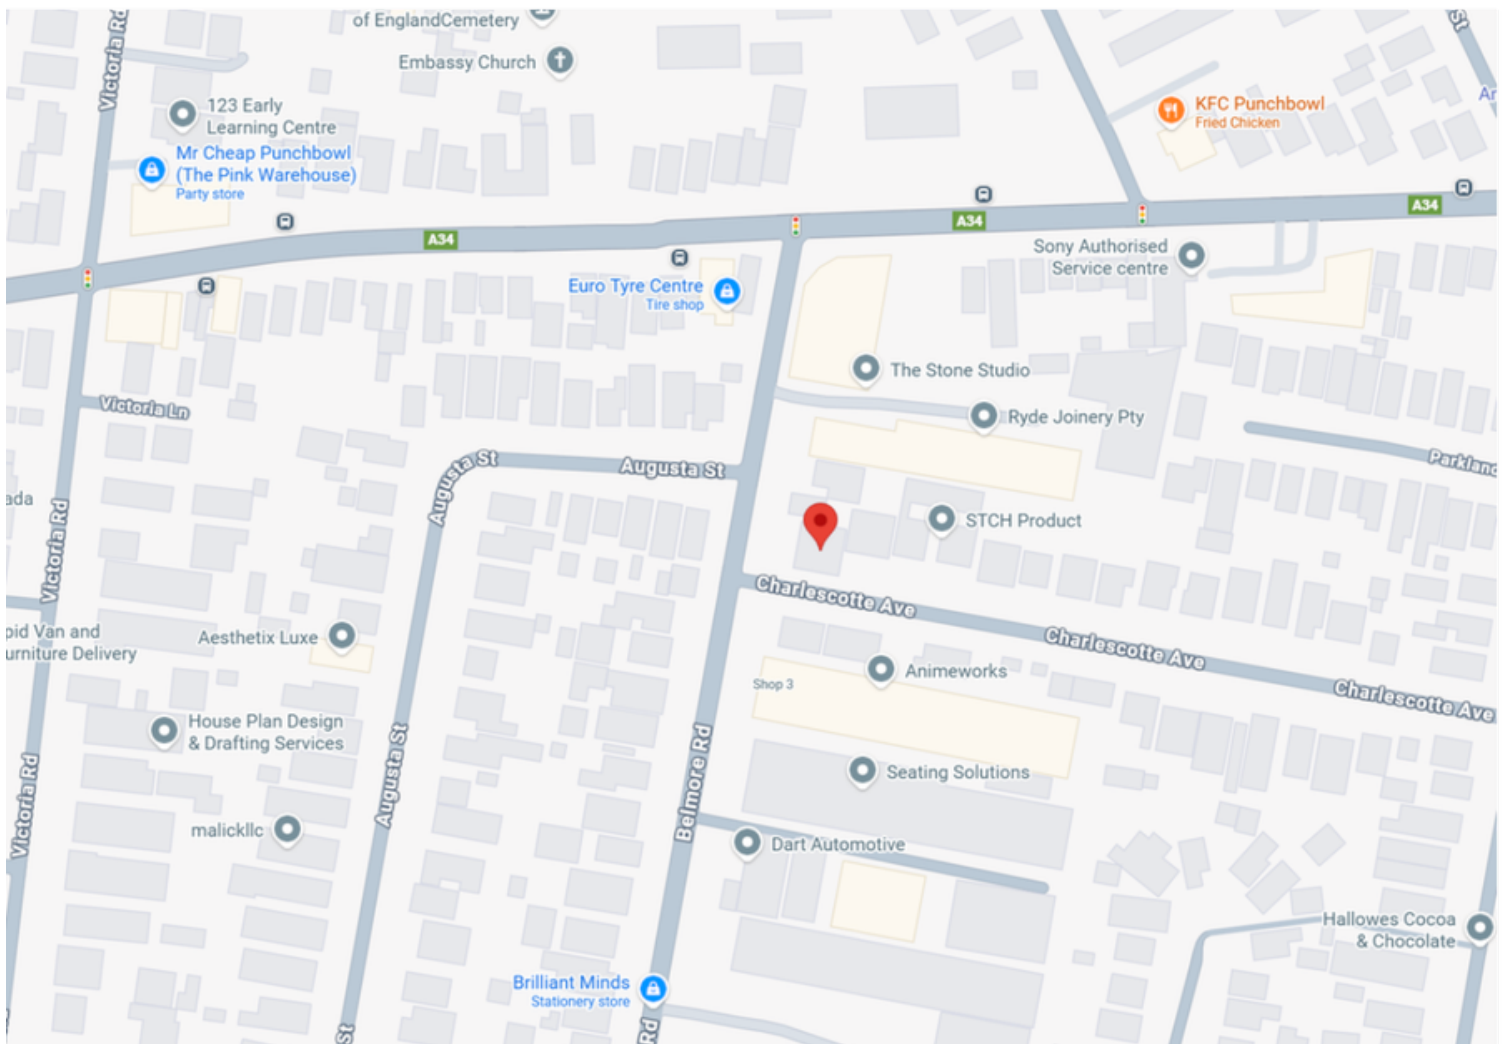 Victoria Rd
of EnglandCemetery
Embassy Church
St
123 Early
Learning Centre
KFC Punchbowl
Fried Chicken
Mr Cheap Punchbowl
(The Pink Warehouse)
Party store
A34
A34
A34
Sony Authorised
Service centre
Euro Tyre Centre
Tire shop
The Stone Studio
Victoria Ln
Ryde Joinery Pty
Augusta St
Augusta St
Parkland
ada
Victoria Rd
STCH Product
Charlescotte Ave
Charlescotte Ave
Charlescotte Ave
pid Van and
urniture Delivery
Aesthetix Luxe
Animeworks
Shop 3
House Plan Design
& Drafting Services
Augusta St
Belmore Rd
Seating Solutions
Victoria Rd
malickllc
Dart Automotive
Hallowes Cocoa
& Chocolate
Brilliant Minds
Stationery store
St
Rd